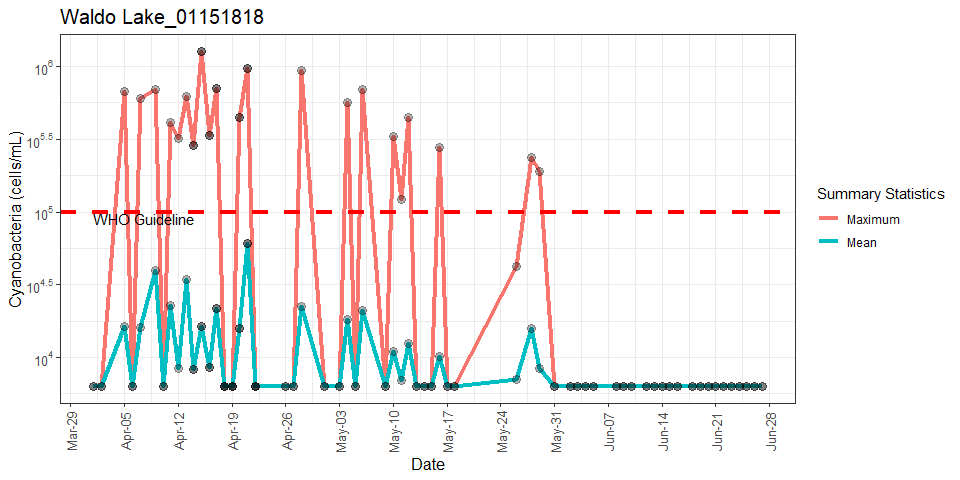 Waldo Lake_01151818
Cyanobacteria (cells/mL)
10^6
10^5.5
10^5
10^4.5
10^4
WHO Guideline
Mar-29
Apr-05
Apr-12
Apr-19
Apr-26
May-03
May-10
May-17
May-24
May-31
Jun-07
Jun-14
Jun-21
Jun-28
Date
Summary Statistics
Maximum
Mean